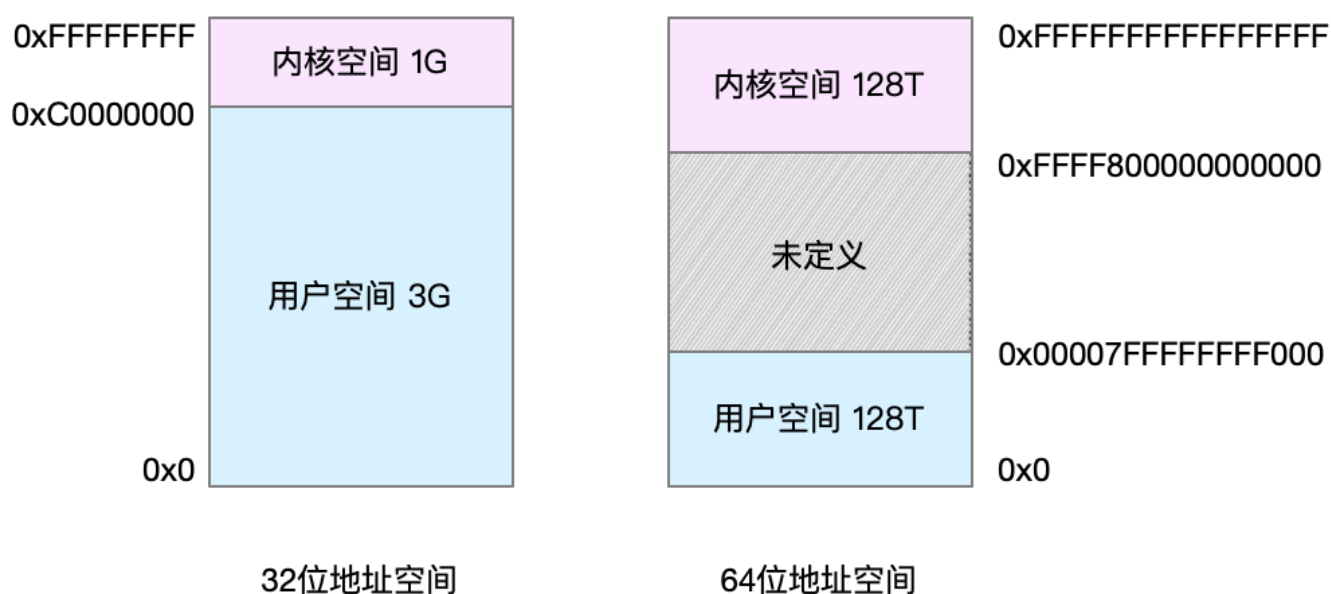 0xFFFFFFFF
内核空间 1G
0xC0000000
用户空间 3G
0x0
32位地址空间
0xFFFFFFFFFFFFFFFF
内核空间 128T
0xFFFF800000000000
未定义
0x00007FFFFFFFF000
用户空间 128T
0x0
64位地址空间